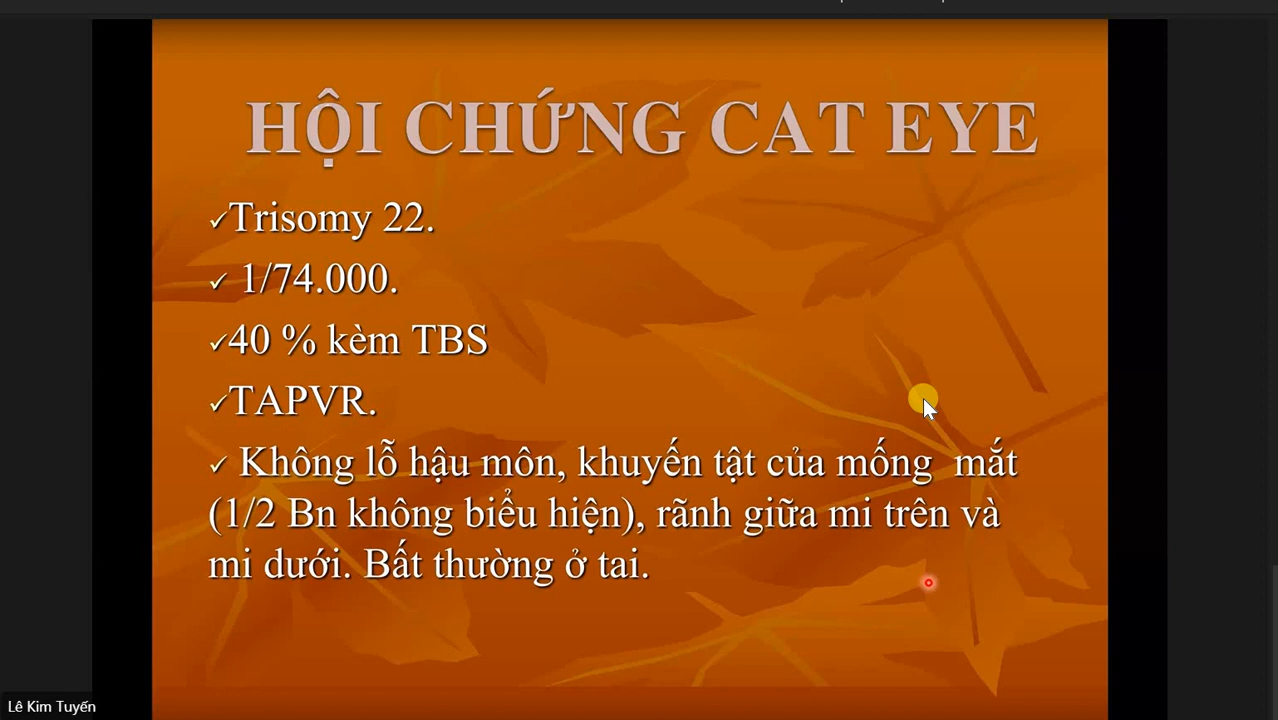 HỘI CHỨNG CAT EYE
✓Trisomy 22.
✓ 1/74.000.
✓40 % kèm TBS
✓TAPVR.
✓ Không lỗ hậu môn, khuyến tật của mống mắt
(1/2 Bn không biểu hiện), rãnh giữa mi trên và
mi dưới. Bất thường ở tai.
Lê Kim Tuyến